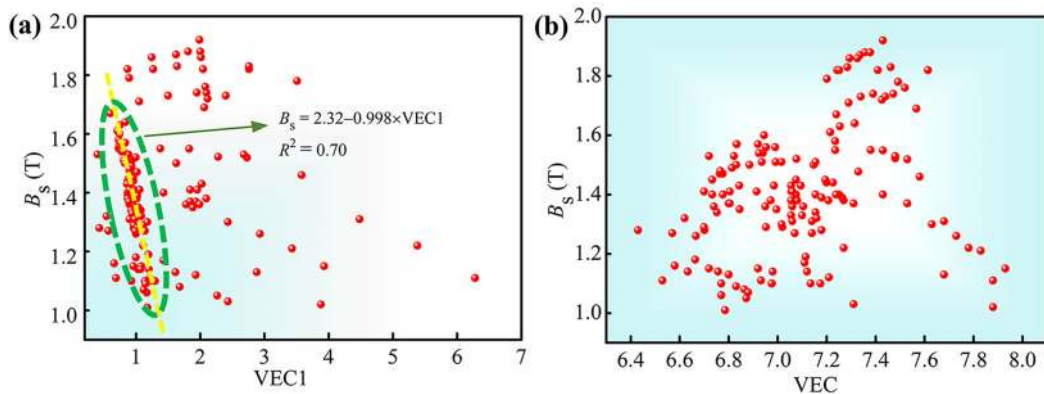 (a)
2.0
1.8
1.6
1.4
1.2
1.0
Bs (T)
Bs = 2.32–0.998×VEC1
R² = 0.70
1 2 3 4 5 6 7
VEC1
(b)
2.0
1.8
1.6
1.4
1.2
1.0
Bs (T)
6.4 6.6 6.8 7.0 7.2 7.4 7.6 7.8 8.0
VEC